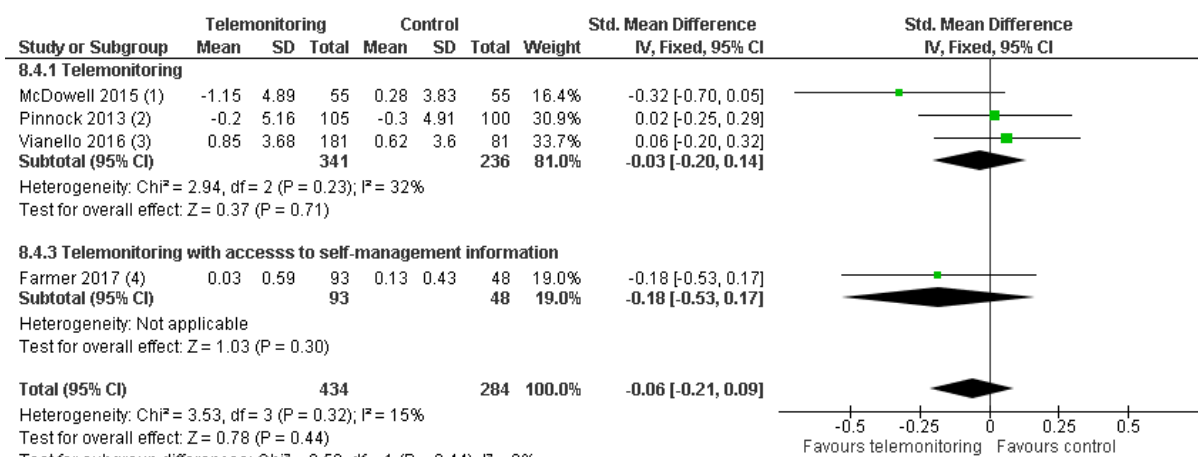 Telemonitoring Control Std. Mean Difference Std. Mean Difference
Study or Subgroup Mean SD Total Mean SD Total Weight IV, Fixed, 95% CI IV, Fixed, 95% CI
8.4.1 Telemonitoring
McDowell 2015 (1) -1.15 4.89 55 0.28 3.83 55 16.4% -0.32 [-0.70, 0.05]
Pinnock 2013 (2) -0.2 5.16 105 -0.3 4.91 100 30.9% 0.02 [-0.25, 0.29]
Vianello 2016 (3) 0.85 3.68 181 0.62 3.6 81 33.7% 0.06 [-0.20, 0.32]
Subtotal (95% CI) 341 236 81.0% -0.03 [-0.20, 0.14]
Heterogeneity: Chi² = 2.94, df = 2 (P = 0.23); I² = 32%
Test for overall effect: Z = 0.37 (P = 0.71)
8.4.3 Telemonitoring with accesss to self-management information
Farmer 2017 (4) 0.03 0.59 93 0.13 0.43 48 19.0% -0.18 [-0.53, 0.17]
Subtotal (95% CI) 93 48 19.0% -0.18 [-0.53, 0.17]
Heterogeneity: Not applicable
Test for overall effect: Z = 1.03 (P = 0.30)
Total (95% CI) 434 284 100.0% -0.06 [-0.21, 0.09]
Heterogeneity: Chi² = 3.53, df = 3 (P = 0.32); I² = 15%
Test for overall effect: Z = 0.78 (P = 0.44)
-0.5 -0.25 0 0.25 0.5
Favours telemonitoring Favours control